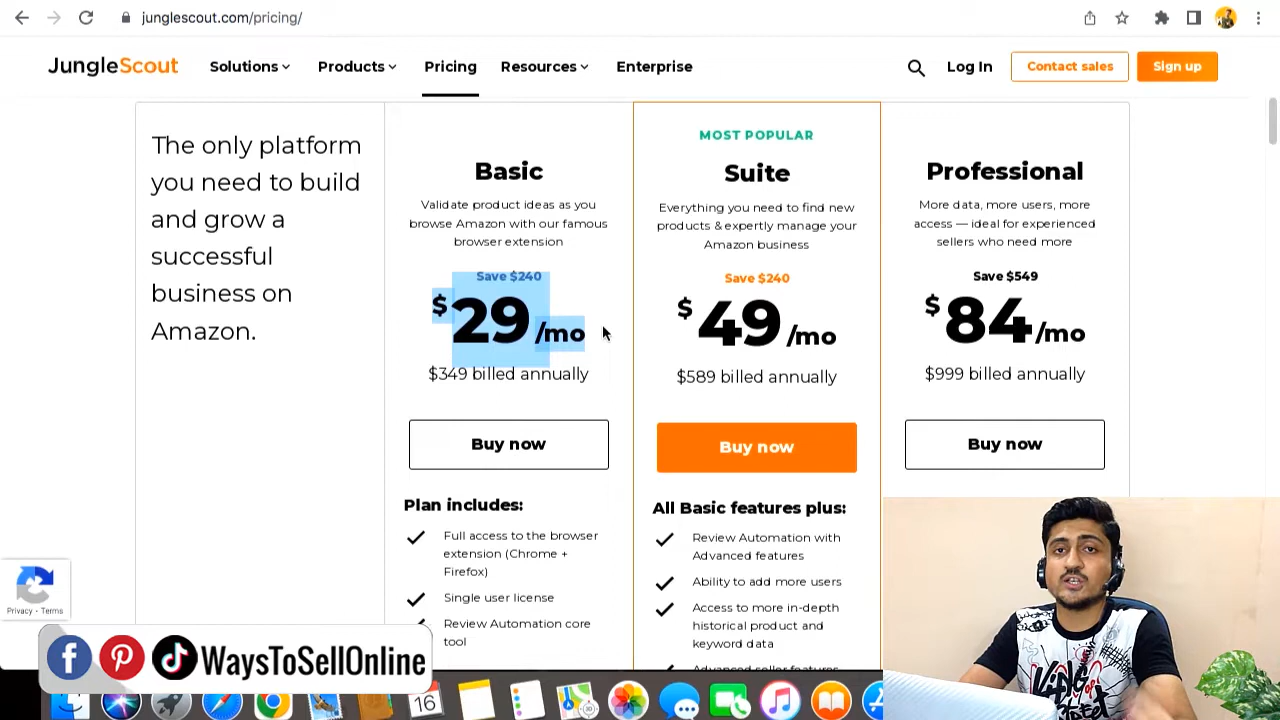 junglescout.com/pricing/
JungleScout
Solutions
Products
Pricing
Resources
Enterprise
Log In
Contact sales
Sign up
The only platform
you need to build
and grow a
successful
business on
Amazon.
Basic
Validate product ideas as you
browse Amazon with our famous
browser extension
Save $240
$29/mo
$349 billed annually
Buy now
Plan includes:
Full access to the browser
extension (Chrome +
Firefox)
Single user license
Review Automation core
tool
MOST POPULAR
Suite
Everything you need to find new
products & expertly manage your
Amazon business
Save $240
$49/mo
$589 billed annually
Buy now
All Basic features plus:
Review Automation with
Advanced features
Ability to add more users
Access to more in-depth
historical product and
keyword data
Advanced seller features
Professional
More data, more users, more
access — ideal for experienced
sellers who need more
Save $549
$84/mo
$999 billed annually
Buy now
Privacy - Terms
WaysToSellOnline
16